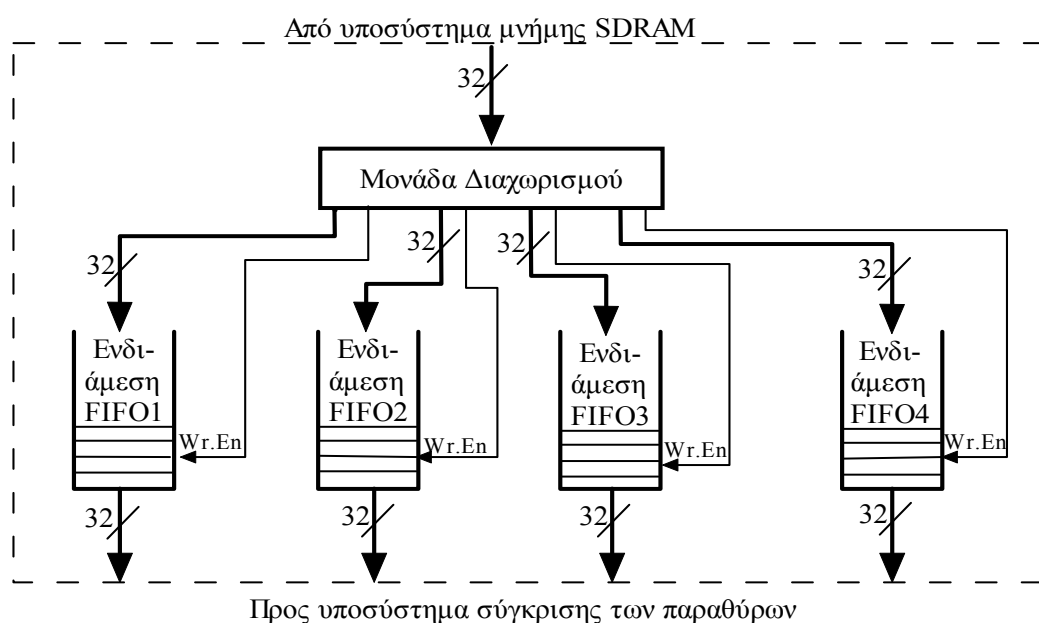 Από υποσύστημα μνήμης SDRAM
32
Μονάδα Διαχωρισμού
32
32
32
32
Ενδι-
άμεση
FIFO1
Wr.En
Ενδι-
άμεση
FIFO2
Wr.En
Ενδι-
άμεση
FIFO3
Wr.En
Ενδι-
άμεση
FIFO4
Wr.En
32
32
32
32
Προς υποσύστημα σύγκρισης των παραθύρων